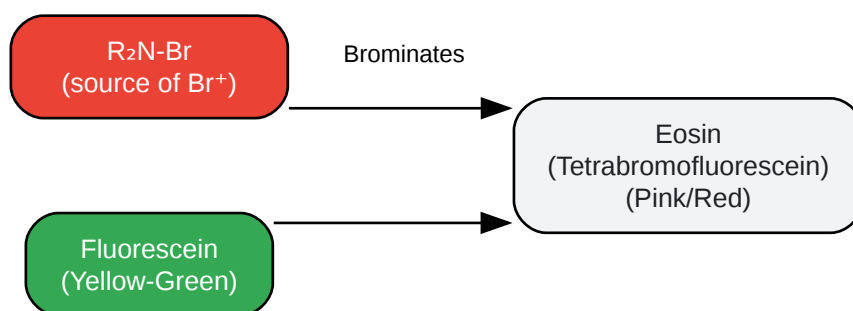 R₂N-Br
(source of Br⁺)
Brominates
Eosin
(Tetrabromofluorescein)
(Pink/Red)
Fluorescein
(Yellow-Green)